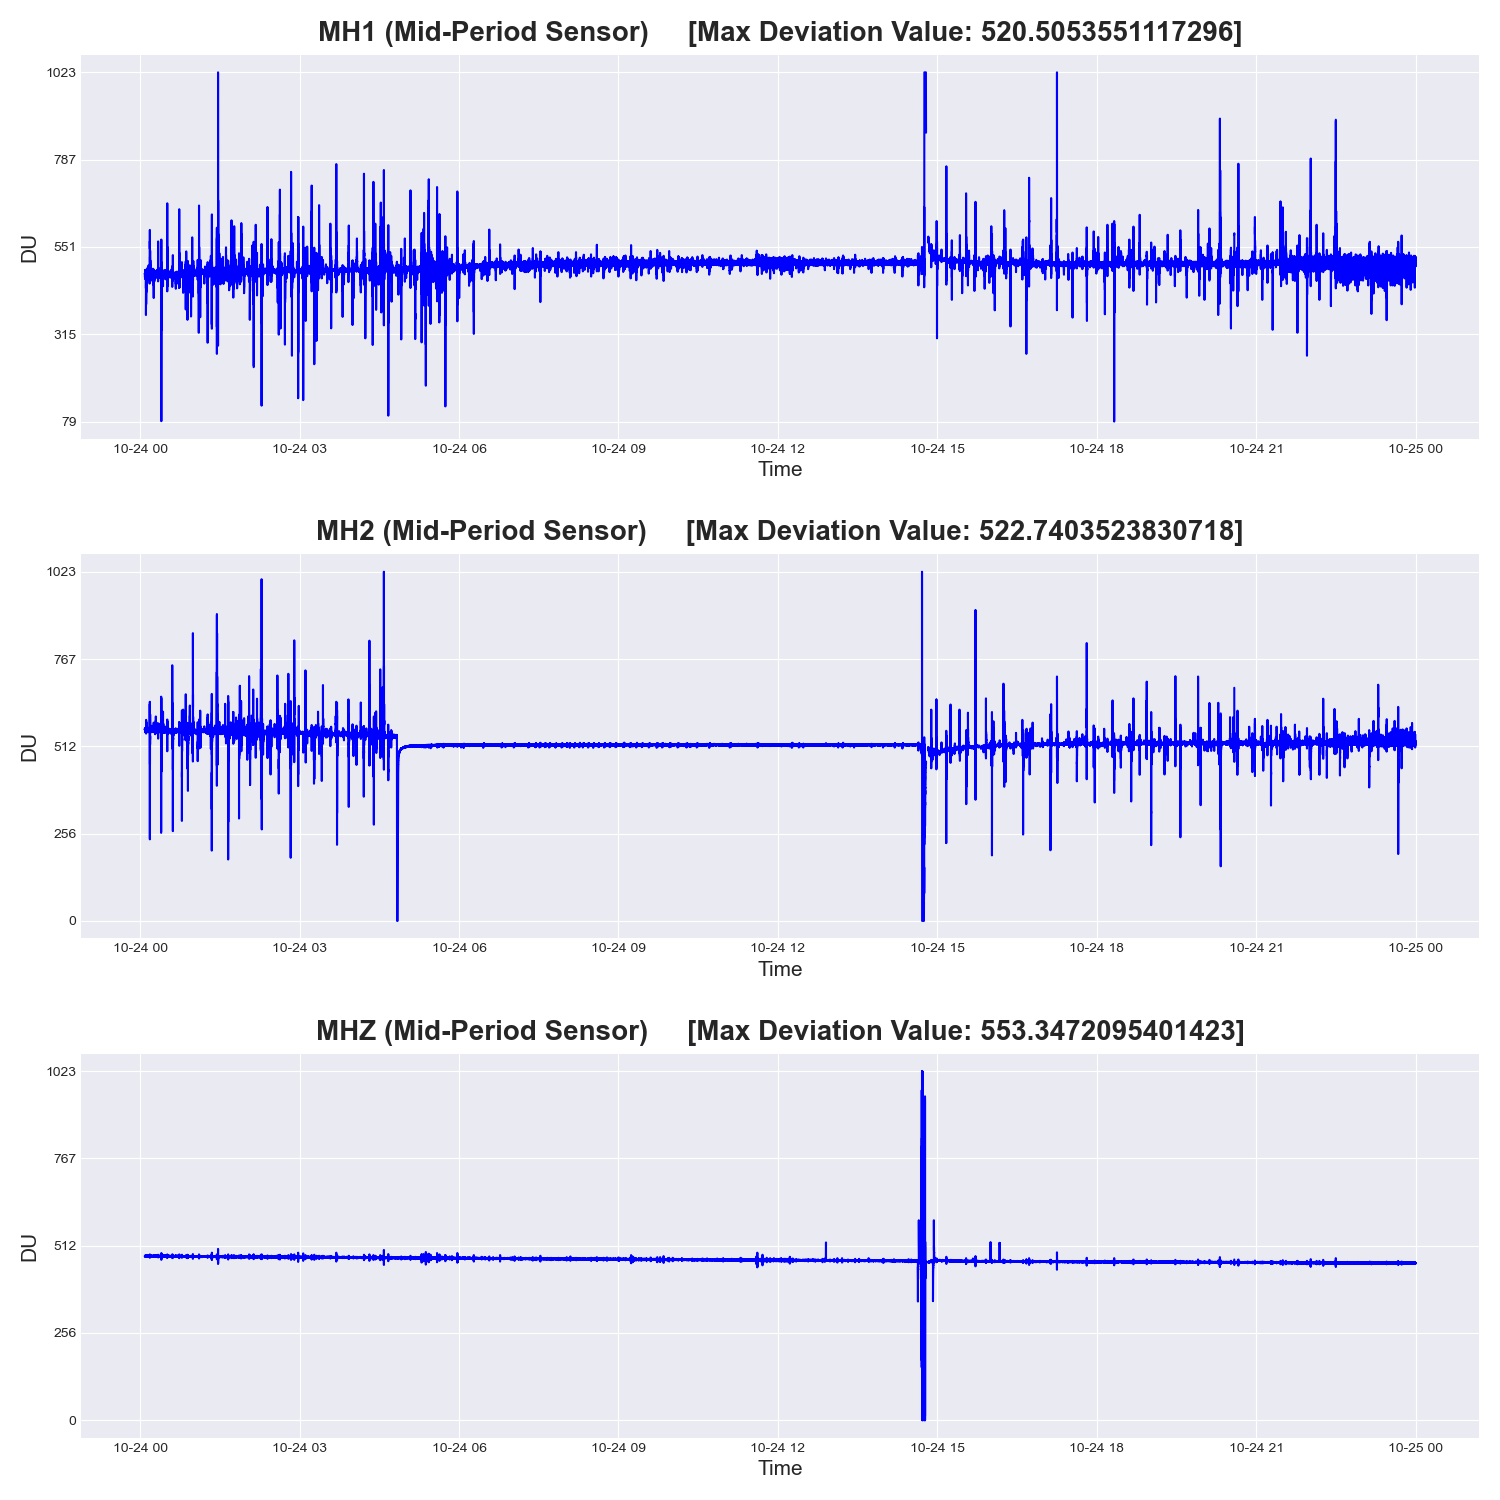 MH1 (Mid-Period Sensor) [Max Deviation Value: 520.5053551117296]
1023
787
551
315
79
DU
10-24 00 10-24 03 10-24 06 10-24 09 10-24 12 10-24 15 10-24 18 10-24 21 10-25 00
Time
MH2 (Mid-Period Sensor) [Max Deviation Value: 522.7403523830718]
1023
767
512
256
0
DU
10-24 00 10-24 03 10-24 06 10-24 09 10-24 12 10-24 15 10-24 18 10-24 21 10-25 00
Time
MHZ (Mid-Period Sensor) [Max Deviation Value: 553.3472095401423]
1023
767
512
256
0
DU
10-24 00 10-24 03 10-24 06 10-24 09 10-24 12 10-24 15 10-24 18 10-24 21 10-25 00
Time